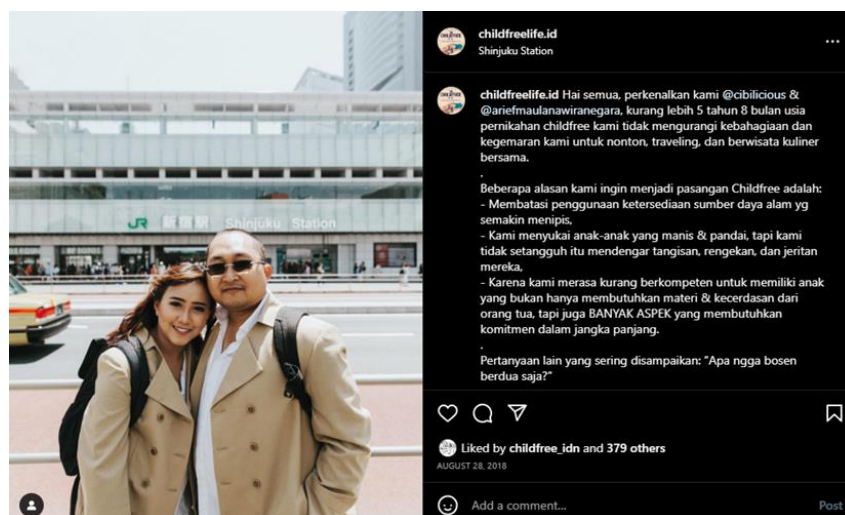 childfreelife.id
Shinjuku Station
childfreelife.id Hai semua, perkenalkan kami @cibilicious &
@ariefmaulanawiranegara, kurang lebih 5 tahun 8 bulan usia
pernikahan childfree kami tidak mengurangi kebahagiaan dan
kegemaran kami untuk nonton, traveling, dan berwisata kuliner
bersama.
.
Beberapa alasan kami ingin menjadi pasangan Childfree adalah:
- Membatasi penggunaan ketersediaan sumber daya alam yg
semakin menipis,
- Kami menyukai anak-anak yang manis & pandai, tapi kami
tidak setangguh itu mendengar tangisan, rengekan, dan jeritan
mereka,
- Karena kami merasa kurang berkompeten untuk memiliki anak
yang bukan hanya membutuhkan materi & kecerdasan dari
orang tua, tapi juga BANYAK ASPEK yang membutuhkan
komitmen dalam jangka panjang.
.
Pertanyaan lain yang sering disampaikan: "Apa ngga bosen
berdua saja?"
Liked by childfree_idn and 379 others
AUGUST 28, 2018
Add a comment...
Post
JR 新宿駅 Shinjuku Station